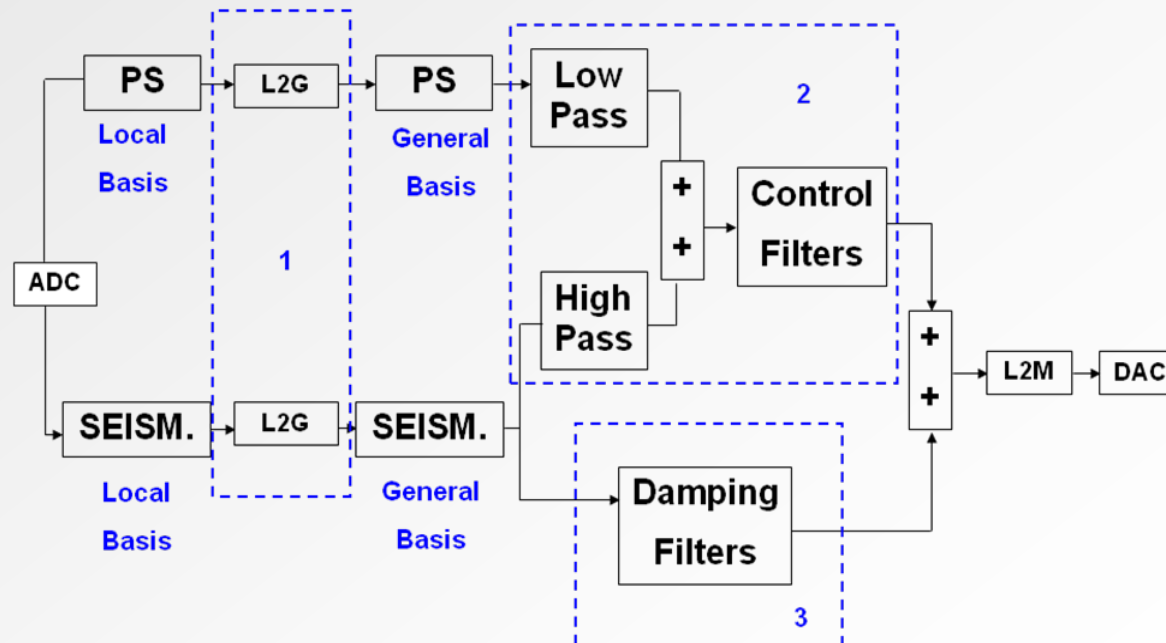 PS
L2G
PS
Low
Pass
2
Local
Basis
General
Basis
+
+
Control
Filters
1
ADC
High
Pass
+
+
L2M
DAC
SEISM.
L2G
SEISM.
Local
Basis
General
Basis
Damping
Filters
3